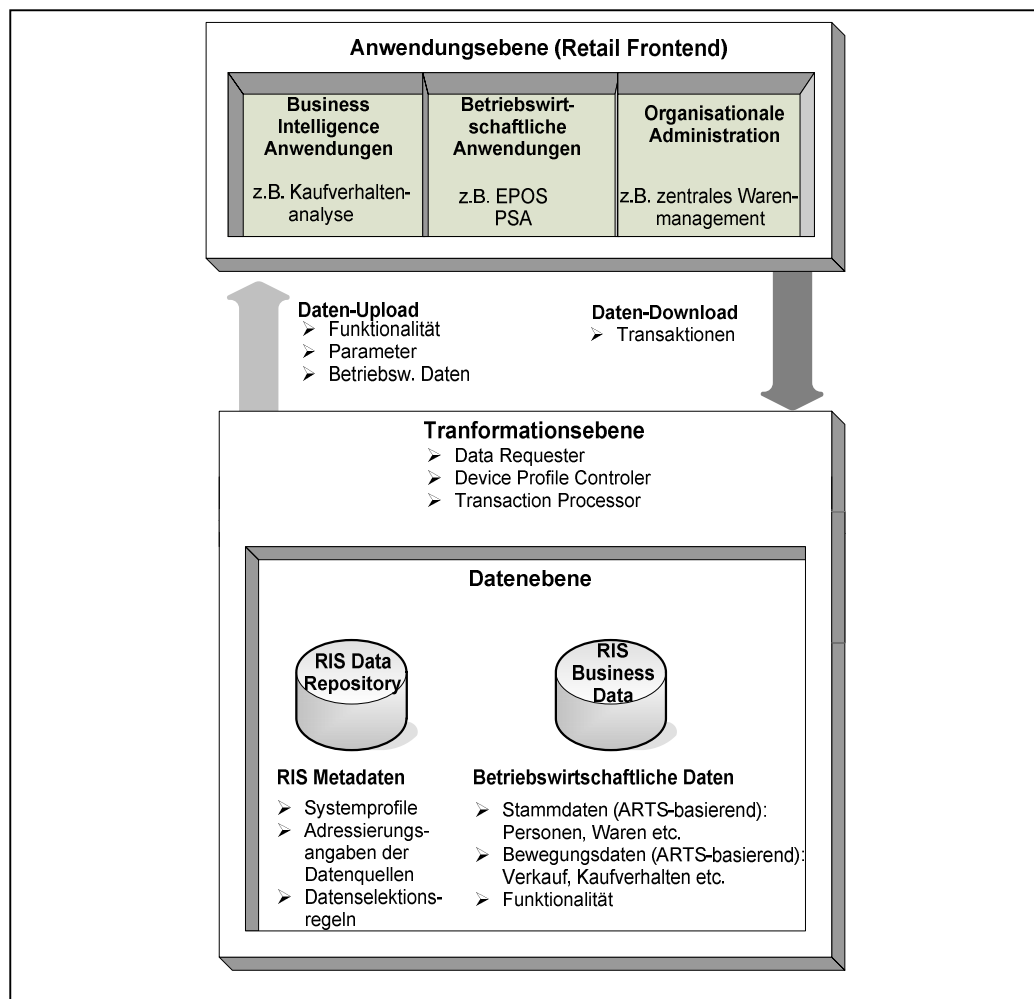 Anwendungsebene (Retail Frontend)
Business
Intelligence
Anwendungen
z.B. Kaufverhalten-
analyse
Betriebswirt-
schaftliche
Anwendungen
z.B. EPOS
PSA
Organisationale
Administration
z.B. zentrales Waren-
management
Daten-Upload
➢ Funktionalität
➢ Parameter
➢ Betriebsw. Daten
Daten-Download
➢ Transaktionen
Tranformationsebene
➢ Data Requester
➢ Device Profile Controler
➢ Transaction Processor
Datenebene
RIS Data
Repository
RIS
Business
Data
RIS Metadaten
➢ Systemprofile
➢ Adressierungs-
angaben der
Datenquellen
➢ Datenselektions-
regeln
Betriebswirtschaftliche Daten
➢ Stammdaten (ARTS-basierend):
Personen, Waren etc.
➢ Bewegungsdaten (ARTS-basierend):
Verkauf, Kaufverhalten etc.
➢ Funktionalität